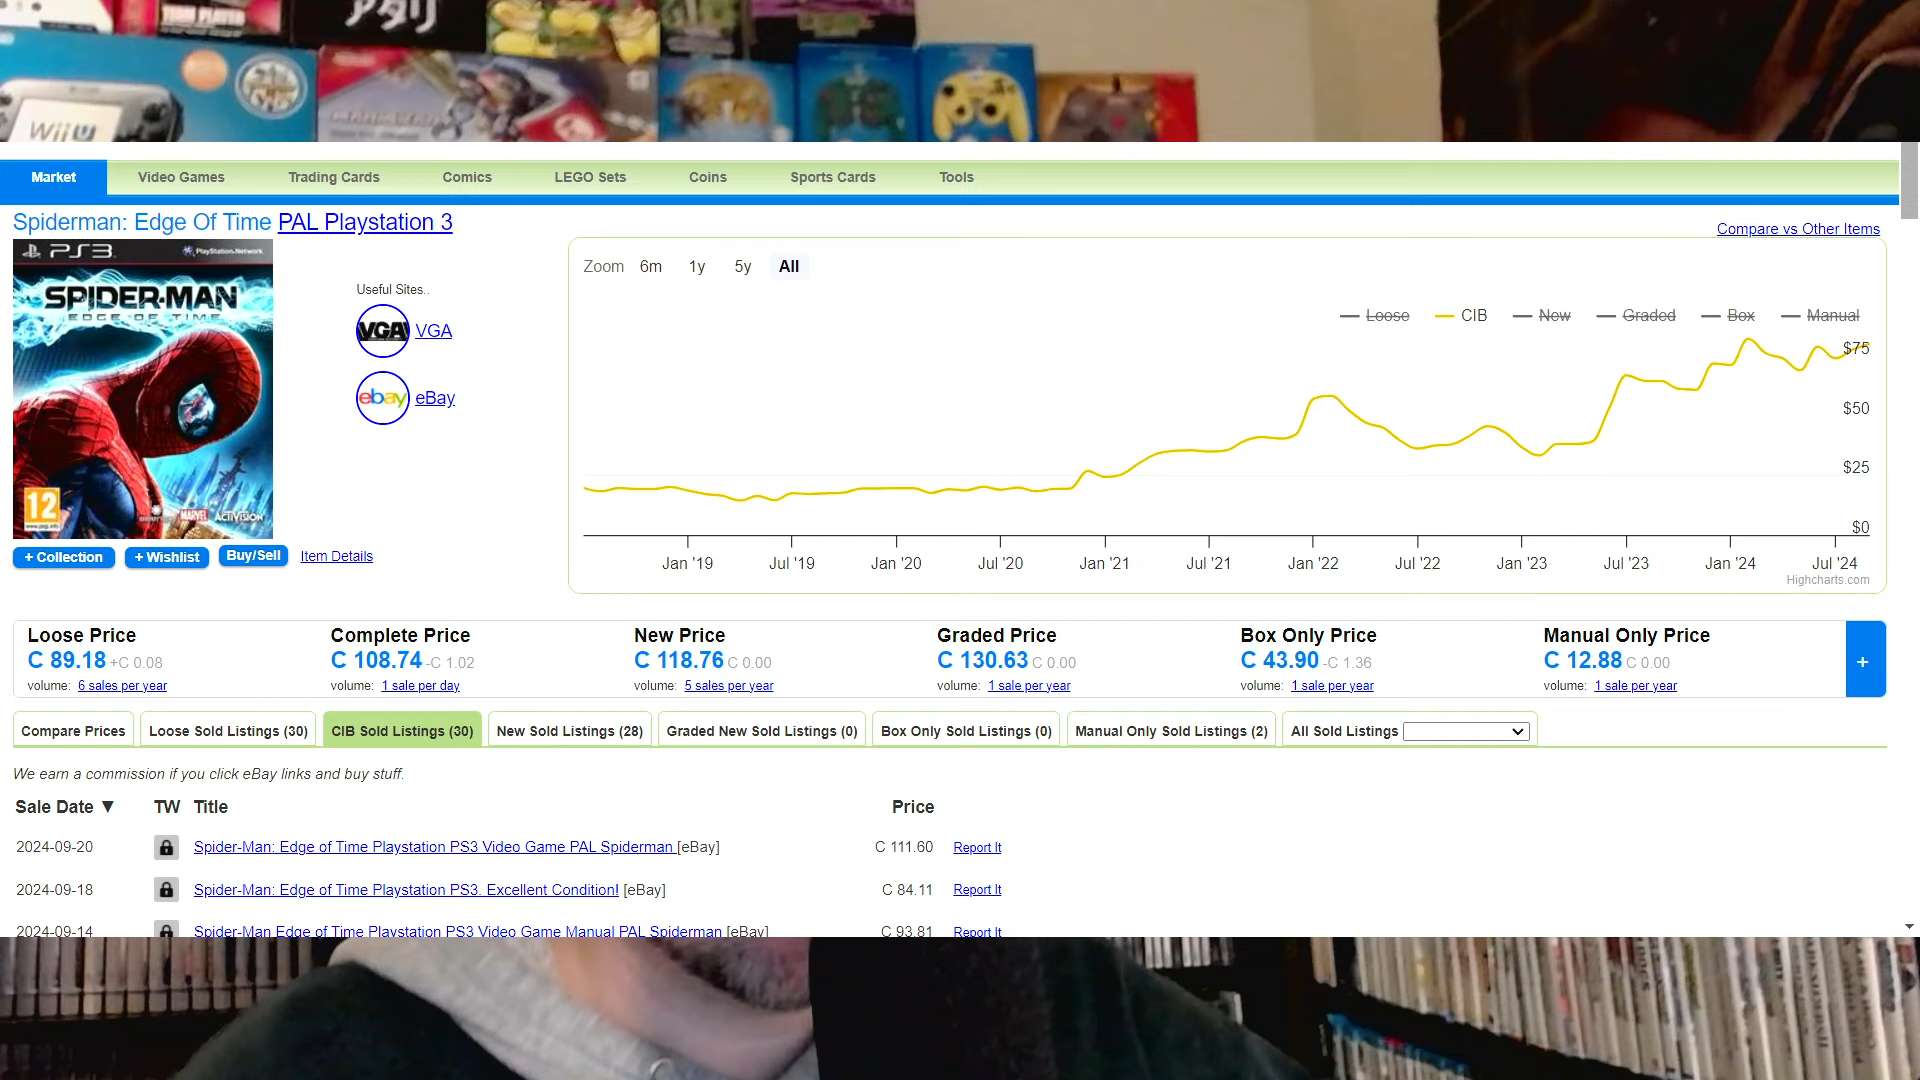 アタリ
Wii U
Market Video Games Trading Cards Comics LEGO Sets Coins Sports Cards Tools
Spiderman: Edge Of Time PAL Playstation 3
Compare vs Other Items
PS3 PlayStation Network
SPIDER-MAN
EDGE OF TIME
12
MARVEL ACTIVISION
Useful Sites..
VGA VGA
ebay eBay
+ Collection + Wishlist Buy/Sell Item Details
Zoom 6m 1y 5y All
Loose CIB New Graded Box Manual
$75
$50
$25
$0
Jan '19 Jul '19 Jan '20 Jul '20 Jan '21 Jul '21 Jan '22 Jul '22 Jan '23 Jul '23 Jan '24 Jul '24
Highcharts.com
Loose Price Complete Price New Price Graded Price Box Only Price Manual Only Price
C 89.18 +C 0.08 C 108.74 -C 1.02 C 118.76 C 0.00 C 130.63 C 0.00 C 43.90 -C 1.36 C 12.88 C 0.00 +
volume: 6 sales per year volume: 1 sale per day volume: 5 sales per year volume: 1 sale per year volume: 1 sale per year volume: 1 sale per year
Compare Prices Loose Sold Listings (30) CIB Sold Listings (30) New Sold Listings (28) Graded New Sold Listings (0) Box Only Sold Listings (0) Manual Only Sold Listings (2) All Sold Listings
We earn a commission if you click eBay links and buy stuff.
Sale Date ▼ TW Title Price
2024-09-20 Spider-Man: Edge of Time Playstation PS3 Video Game PAL Spiderman [eBay] C 111.60 Report It
2024-09-18 Spider-Man: Edge of Time Playstation PS3. Excellent Condition! [eBay] C 84.11 Report It
2024-09-14 Spider-Man Edge of Time Playstation PS3 Video Game Manual PAL Spiderman [eBay] C 93.81 Report It